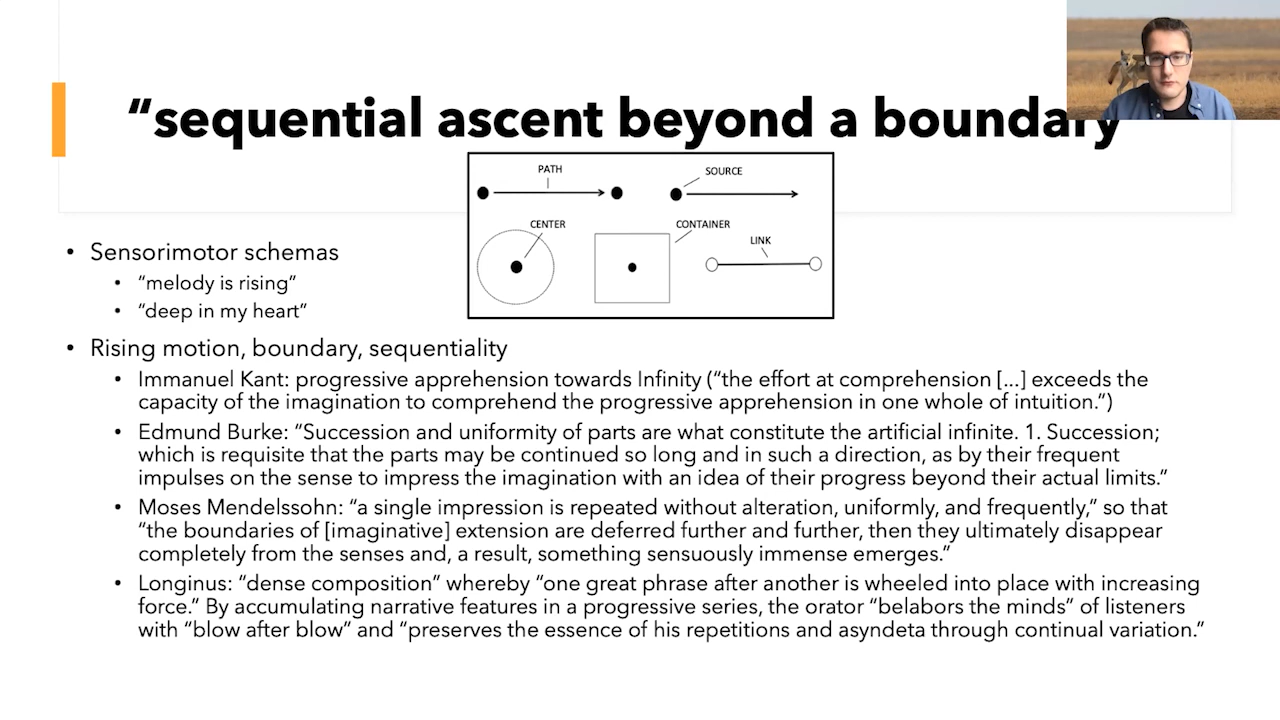 “sequential ascent beyond a boundary
PATH
SOURCE
CENTER
CONTAINER
LINK
• Sensorimotor schemas
• “melody is rising”
• “deep in my heart”
• Rising motion, boundary, sequentiality
• Immanuel Kant: progressive apprehension towards Infinity (“the effort at comprehension [...] exceeds the
capacity of the imagination to comprehend the progressive apprehension in one whole of intuition.”)
• Edmund Burke: “Succession and uniformity of parts are what constitute the artificial infinite. 1. Succession;
which is requisite that the parts may be continued so long and in such a direction, as by their frequent
impulses on the sense to impress the imagination with an idea of their progress beyond their actual limits.”
• Moses Mendelssohn: “a single impression is repeated without alteration, uniformly, and frequently,” so that
“the boundaries of [imaginative] extension are deferred further and further, then they ultimately disappear
completely from the senses and, a result, something sensuously immense emerges.”
• Longinus: “dense composition” whereby “one great phrase after another is wheeled into place with increasing
force.” By accumulating narrative features in a progressive series, the orator “belabors the minds” of listeners
with “blow after blow” and “preserves the essence of his repetitions and asyndeta through continual variation.”